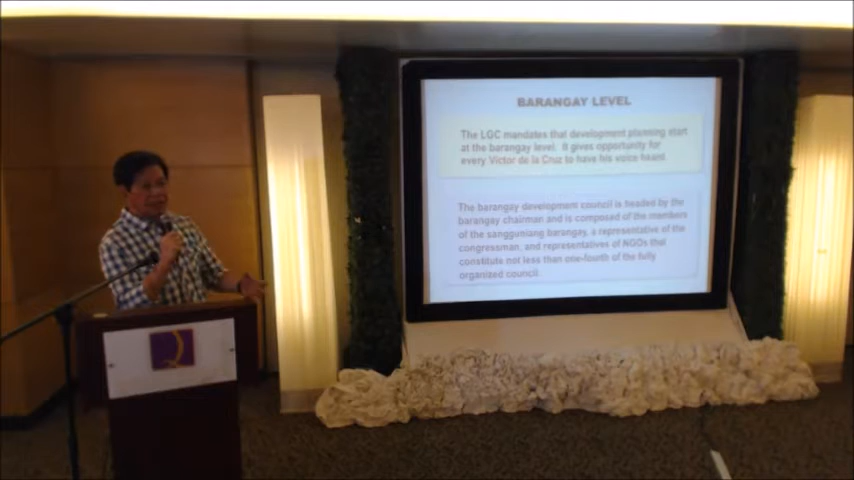 BARANGAY LEVEL
The LGC mandates that development planning start
at the barangay level. It gives opportunity for
every Victor de la Cruz to have his voice heard.
The barangay development council is headed by the
barangay chairman and is composed of the members
of the sangguniang barangay, a representative of the
congressman, and representatives of NGOs that
constitute not less than one-fourth of the fully
organized council.